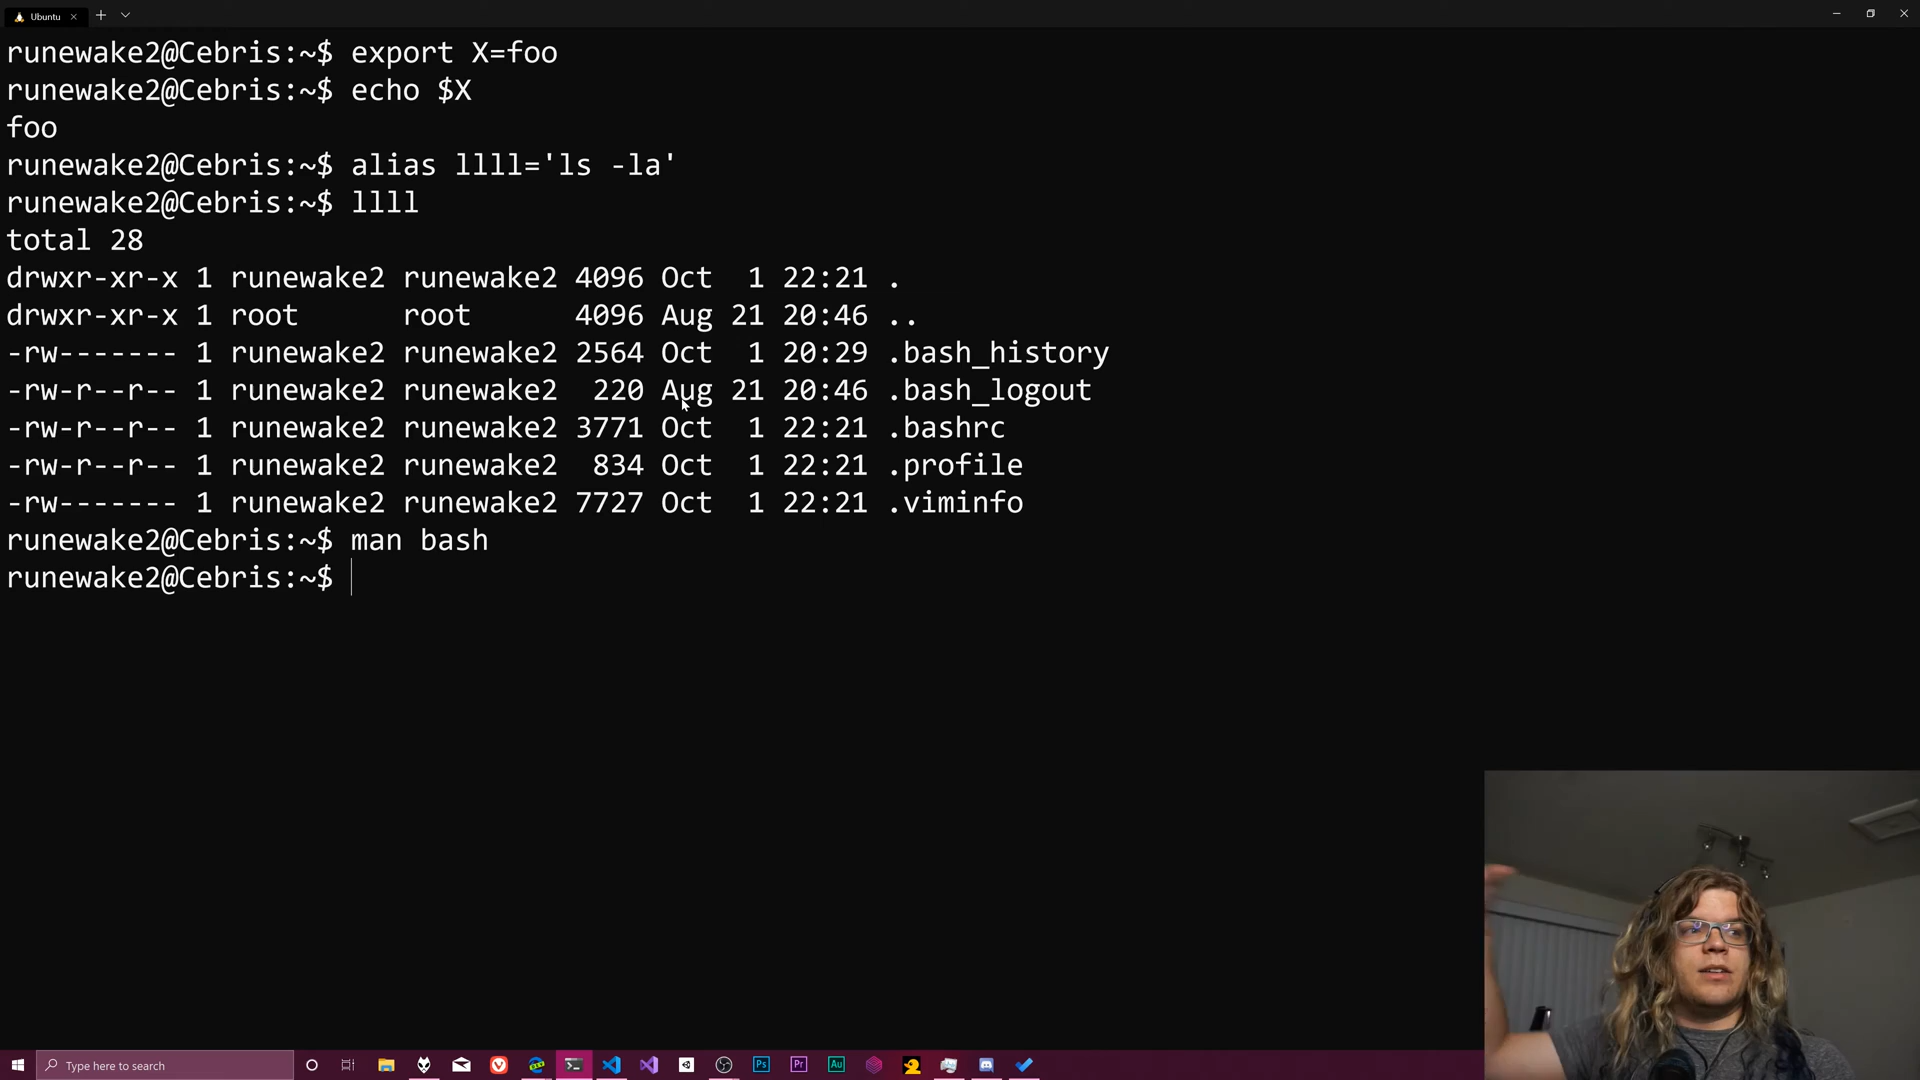 Ubuntu
runewake2@Cebris:~$ export X=foo
runewake2@Cebris:~$ echo $X
foo
runewake2@Cebris:~$ alias llll='ls -la'
runewake2@Cebris:~$ llll
total 28
drwxr-xr-x 1 runewake2 runewake2 4096 Oct  1 22:21 .
drwxr-xr-x 1 root      root      4096 Aug 21 20:46 ..
-rw------- 1 runewake2 runewake2 2564 Oct  1 20:29 .bash_history
-rw-r--r-- 1 runewake2 runewake2  220 Aug 21 20:46 .bash_logout
-rw-r--r-- 1 runewake2 runewake2 3771 Oct  1 22:21 .bashrc
-rw-r--r-- 1 runewake2 runewake2  834 Oct  1 22:21 .profile
-rw------- 1 runewake2 runewake2 7727 Oct  1 22:21 .viminfo
runewake2@Cebris:~$ man bash
runewake2@Cebris:~$
Type here to search
Ps
Pr
Au